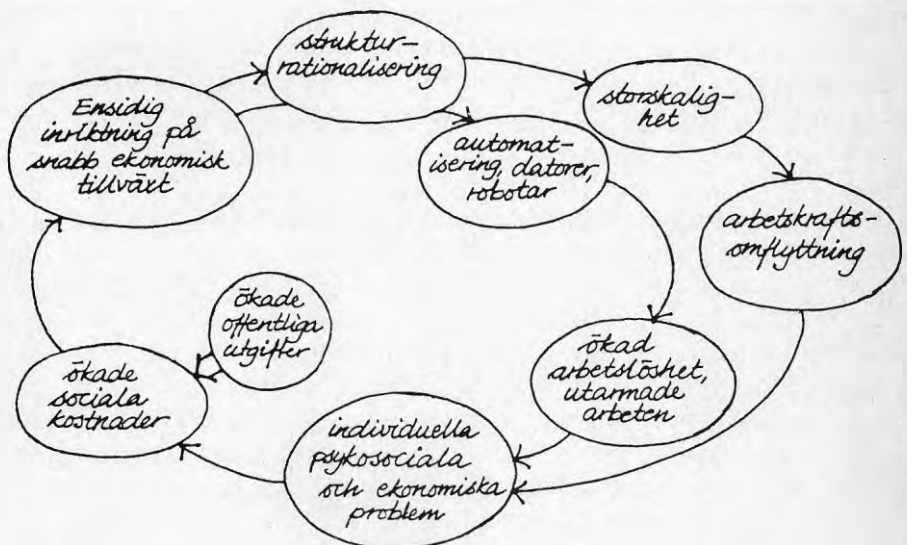 Ensidig
inriktning på
snabb ekonomisk
tillväxt
struktur-
rationalisering
storskalig-
het
automat-
isering, datorer,
robotar
arbetskrafts-
omflyttning
ökad
arbetslöshet,
utarmade
arbeten
individuella
psykosociala
och ekonomiska
problem
ökade
offentliga
utgifter
ökade
sociala
kostnader